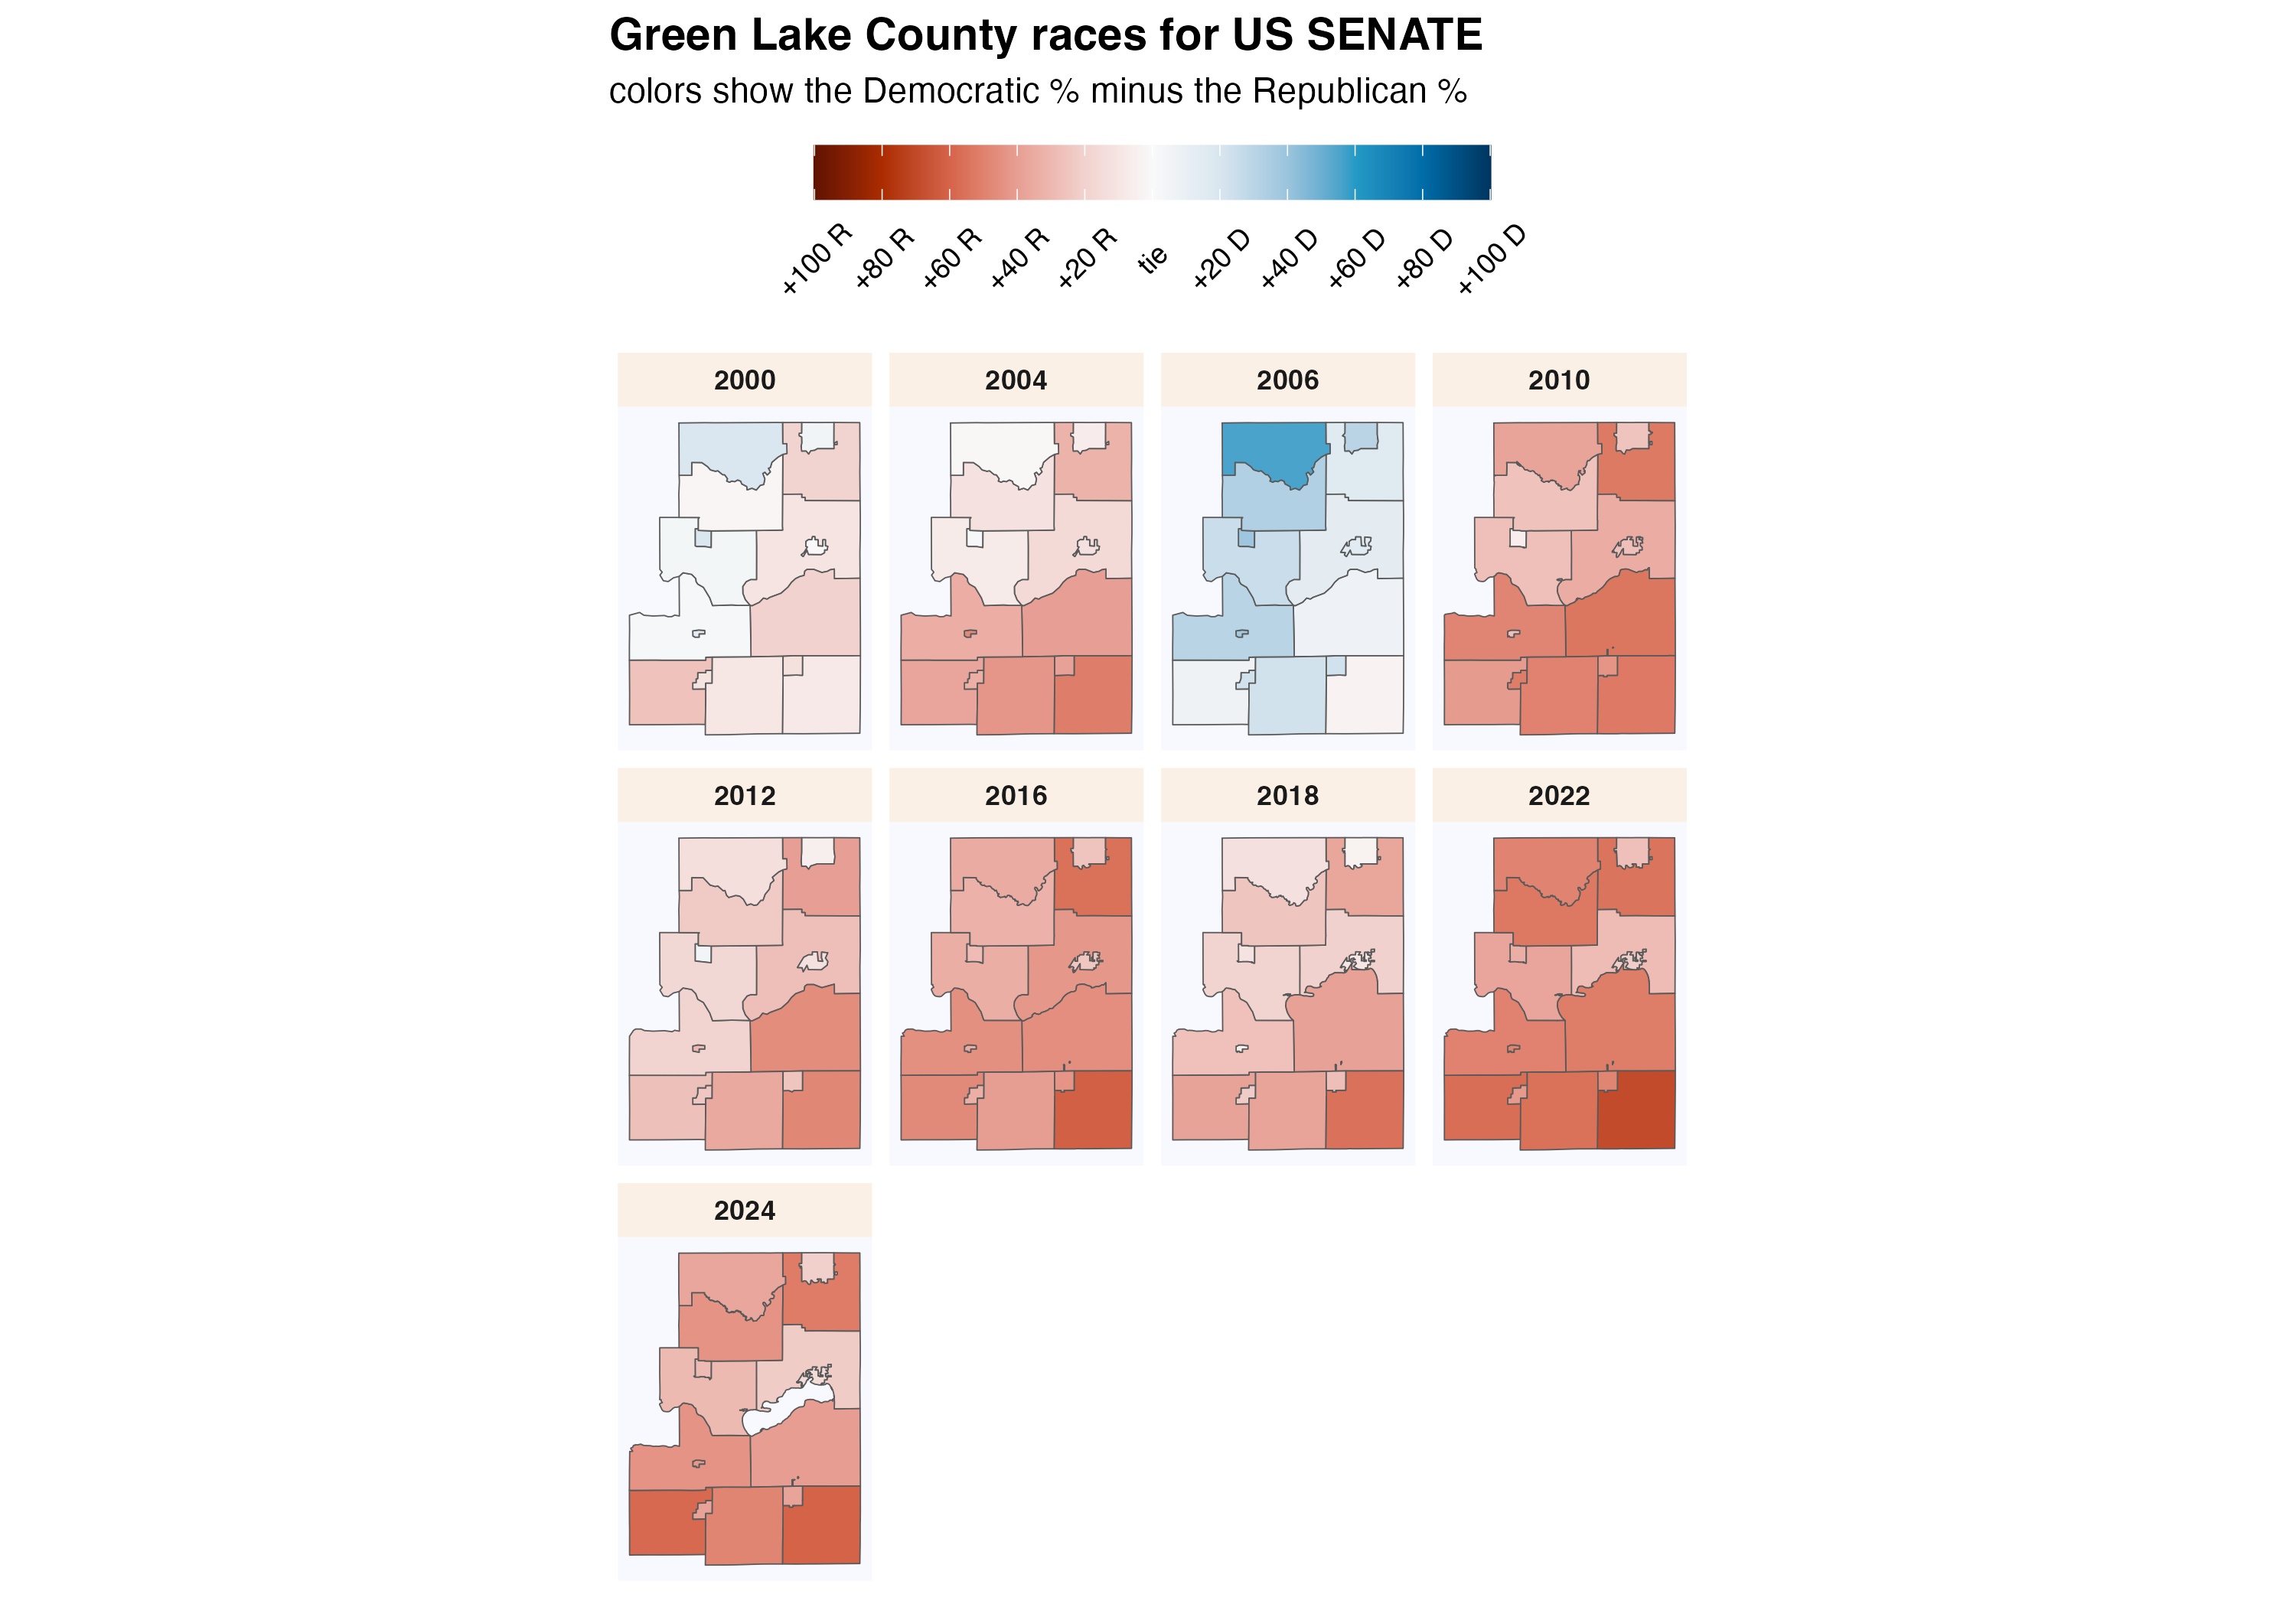 Green Lake County races for US SENATE
colors show the Democratic % minus the Republican %
+100 R
+80 R
+60 R
+40 R
+20 R
tie
+20 D
+40 D
+60 D
+80 D
+100 D
2000
2004
2006
2010
2012
2016
2018
2022
2024